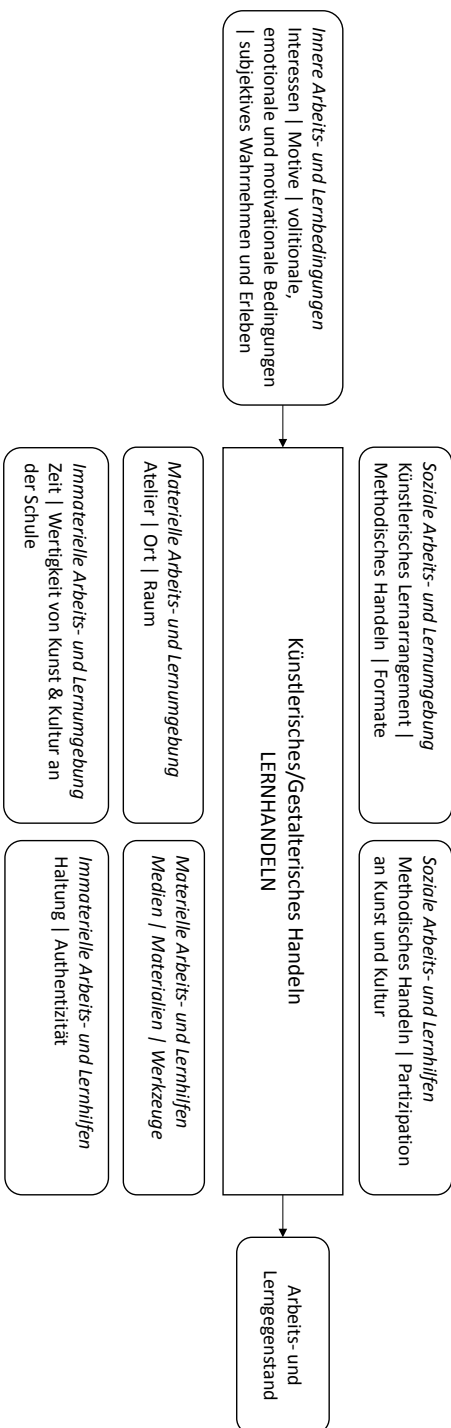 Innere Arbeits- und Lernbedingungen
Interessen | Motive | volitionale,
emotionale und motivationale Bedingungen
| subjektives Wahrnehmen und Erleben
Soziale Arbeits- und Lernumgebung
Künstlerisches Lernarrangement |
Methodisches Handeln | Formate
Soziale Arbeits- und Lernhilfen
Methodisches Handeln | Partizipation
an Kunst und Kultur
Künstlerisches/Gestalterisches Handeln
LERNHANDELN
Arbeits- und
Lerngegenstand
Materielle Arbeits- und Lernumgebung
Atelier | Ort | Raum
Materielle Arbeits- und Lernhilfen
Medien | Materialien | Werkzeuge
Immaterielle Arbeits- und Lernumgebung
Zeit | Wertigkeit von Kunst & Kultur an
der Schule
Immaterielle Arbeits- und Lernhilfen
Haltung | Authentizität